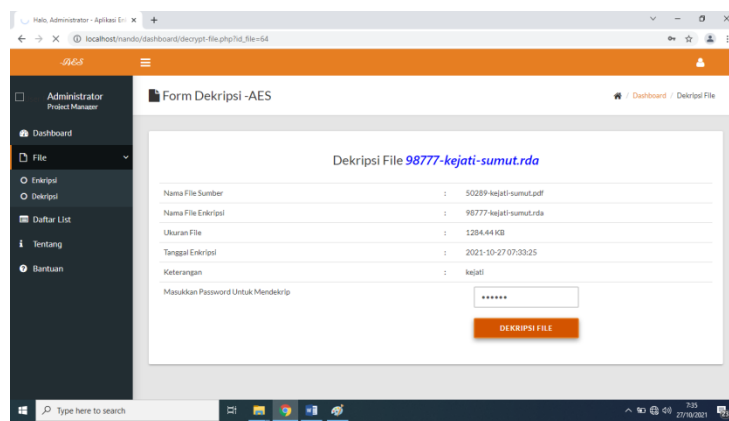 Halo, Administrator - Aplikasi En
localhost/nando/dashboard/decrypt-file.php?id_file=64
-AES
Administrator
Project Manager
Form Dekripsi -AES
/ Dashboard / Dekripsi File
Dashboard
File
Enkripsi
Dekripsi
Daftar List
Tentang
Bantuan
Dekripsi File 98777-kejati-sumut.rda
Nama File Sumber : 50289-kejati-sumut.pdf
Nama File Enkripsi : 98777-kejati-sumut.rda
Ukuran File : 1284.44 KB
Tanggal Enkripsi : 2021-10-27 07:33:25
Keterangan : kejati
Masukkan Password Untuk Mendekrip
DEKRIPSI FILE
Type here to search
7:35
27/10/2021